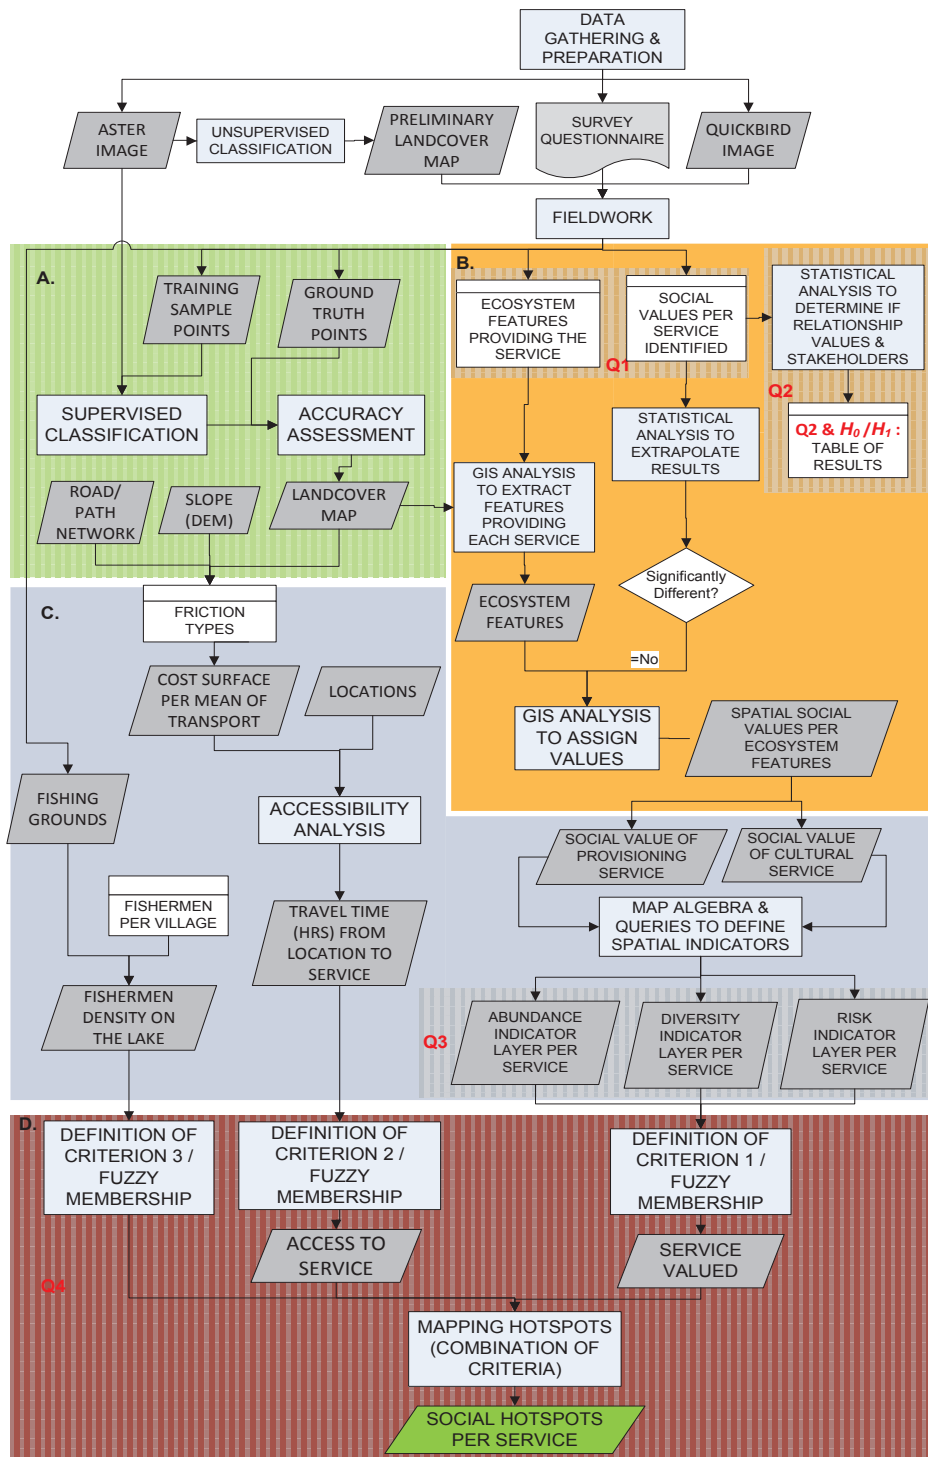 DATA
GATHERING &
PREPARATION
ASTER
IMAGE
UNSUPERVISED
CLASSIFICATION
PRELIMINARY
LANDCOVER
MAP
SURVEY
QUESTIONNAIRE
QUICKBIRD
IMAGE
FIELDWORK
A.
TRAINING
SAMPLE
POINTS
GROUND
TRUTH
POINTS
SUPERVISED
CLASSIFICATION
ACCURACY
ASSESSMENT
ROAD/
PATH
NETWORK
SLOPE
(DEM)
LANDCOVER
MAP
B.
ECOSYSTEM
FEATURES
PROVIDING THE
SERVICE
Q1
SOCIAL
VALUES PER
SERVICE
IDENTIFIED
STATISTICAL
ANALYSIS TO
DETERMINE IF
RELATIONSHIP
VALUES &
STAKEHOLDERS
Q2
Q2 & H0 /H1 :
TABLE OF
RESULTS
STATISTICAL
ANALYSIS TO
EXTRAPOLATE
RESULTS
GIS ANALYSIS
TO EXTRACT
FEATURES
PROVIDING
EACH SERVICE
Significantly
Different?
ECOSYSTEM
FEATURES
=No
GIS ANALYSIS
TO ASSIGN
VALUES
SPATIAL SOCIAL
VALUES PER
ECOSYSTEM
FEATURES
C.
FRICTION
TYPES
COST SURFACE
PER MEAN OF
TRANSPORT
LOCATIONS
FISHING
GROUNDS
ACCESSIBILITY
ANALYSIS
FISHERMEN
PER VILLAGE
TRAVEL TIME
(HRS) FROM
LOCATION TO
SERVICE
FISHERMEN
DENSITY ON
THE LAKE
SOCIAL VALUE OF
PROVISIONING
SERVICE
SOCIAL VALUE
OF CULTURAL
SERVICE
MAP ALGEBRA &
QUERIES TO DEFINE
SPATIAL INDICATORS
Q3
ABUNDANCE
INDICATOR
LAYER PER
SERVICE
DIVERSITY
INDICATOR
LAYER PER
SERVICE
RISK
INDICATOR
LAYER PER
SERVICE
D.
DEFINITION OF
CRITERION 3 /
FUZZY
MEMBERSHIP
DEFINITION OF
CRITERION 2 /
FUZZY
MEMBERSHIP
DEFINITION OF
CRITERION 1 /
FUZZY
MEMBERSHIP
ACCESS TO
SERVICE
SERVICE
VALUED
Q4
MAPPING HOTSPOTS
(COMBINATION OF
CRITERIA)
SOCIAL HOTSPOTS
PER SERVICE